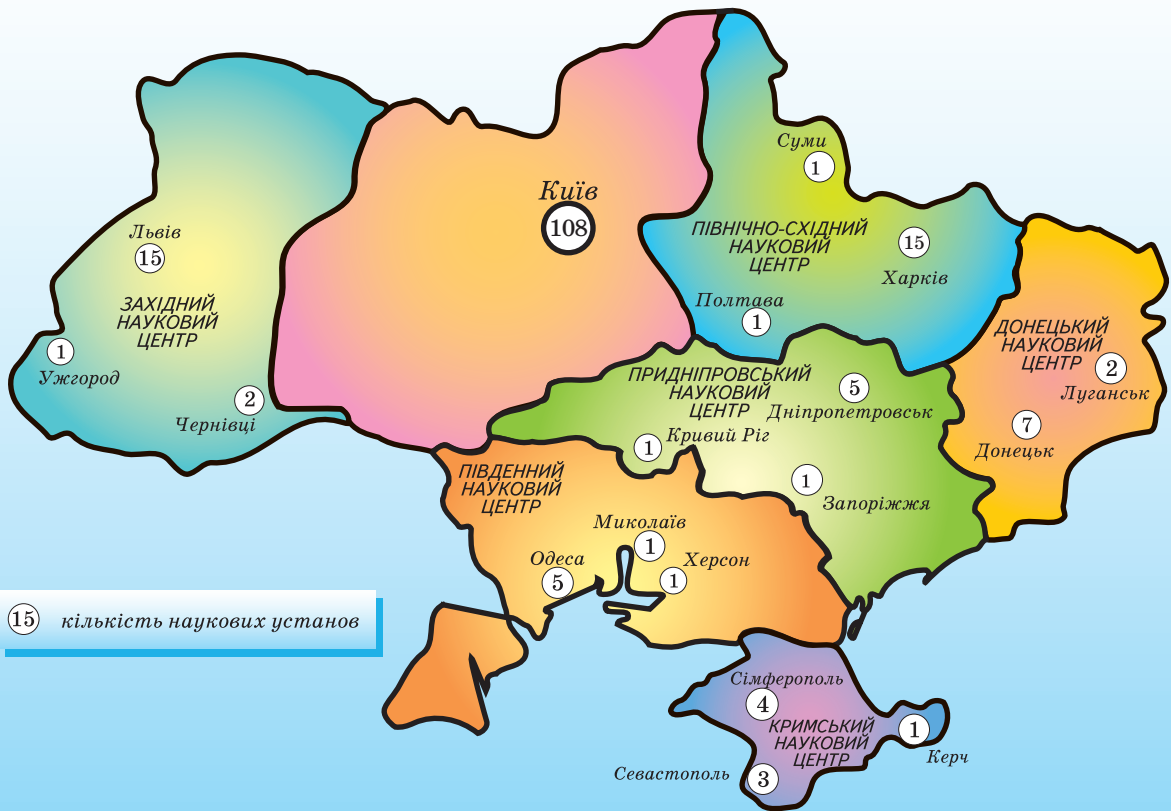 Суми
1
Київ
108
ПІВНІЧНО-СХІДНИЙ
НАУКОВИЙ
ЦЕНТР
15
Харків
Полтава
1
Львів
15
ЗАХІДНИЙ
НАУКОВИЙ
ЦЕНТР
1
Ужгород
2
Чернівці
ДОНЕЦЬКИЙ
НАУКОВИЙ
ЦЕНТР
2
Луганськ
7
Донецьк
ПРИДНІПРОВСЬКИЙ
НАУКОВИЙ
ЦЕНТР
5
Дніпропетровськ
1
Кривий Ріг
1
Запоріжжя
ПІВДЕННИЙ
НАУКОВИЙ
ЦЕНТР
Миколаїв
1
Одеса
5
Херсон
1
15 кількість наукових установ
Сімферополь
4
КРИМСЬКИЙ
НАУКОВИЙ
ЦЕНТР
1
Керч
Севастополь
3